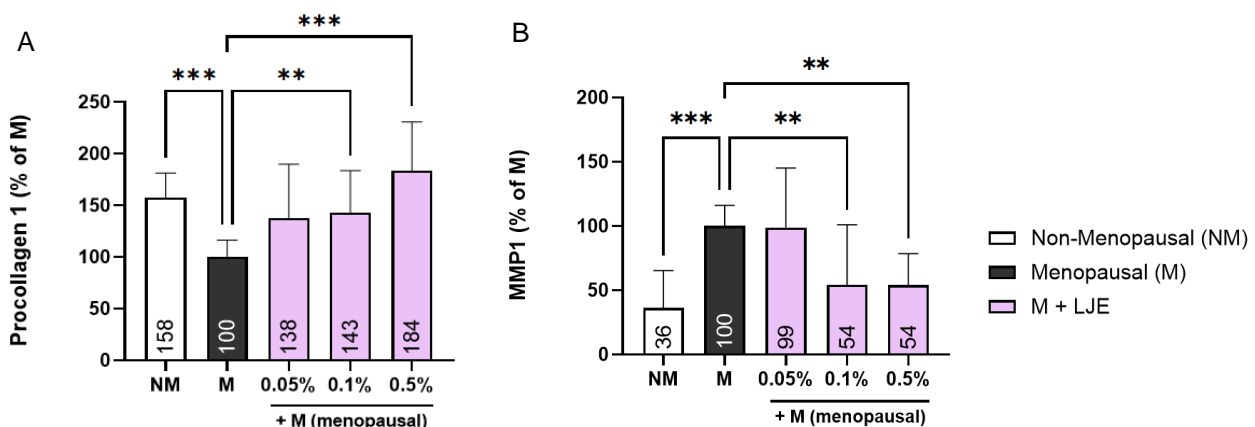 A
***
***
**
Procollagen 1 (% of M)
250
200
150
100
50
0
158
100
138
143
184
NM
M
0.05%
0.1%
0.5%
+ M (menopausal)
B
**
***
**
MMP1 (% of M)
200
150
100
50
0
36
100
99
54
54
NM
M
0.05%
0.1%
0.5%
+ M (menopausal)
Non-Menopausal (NM)
Menopausal (M)
M + LJE